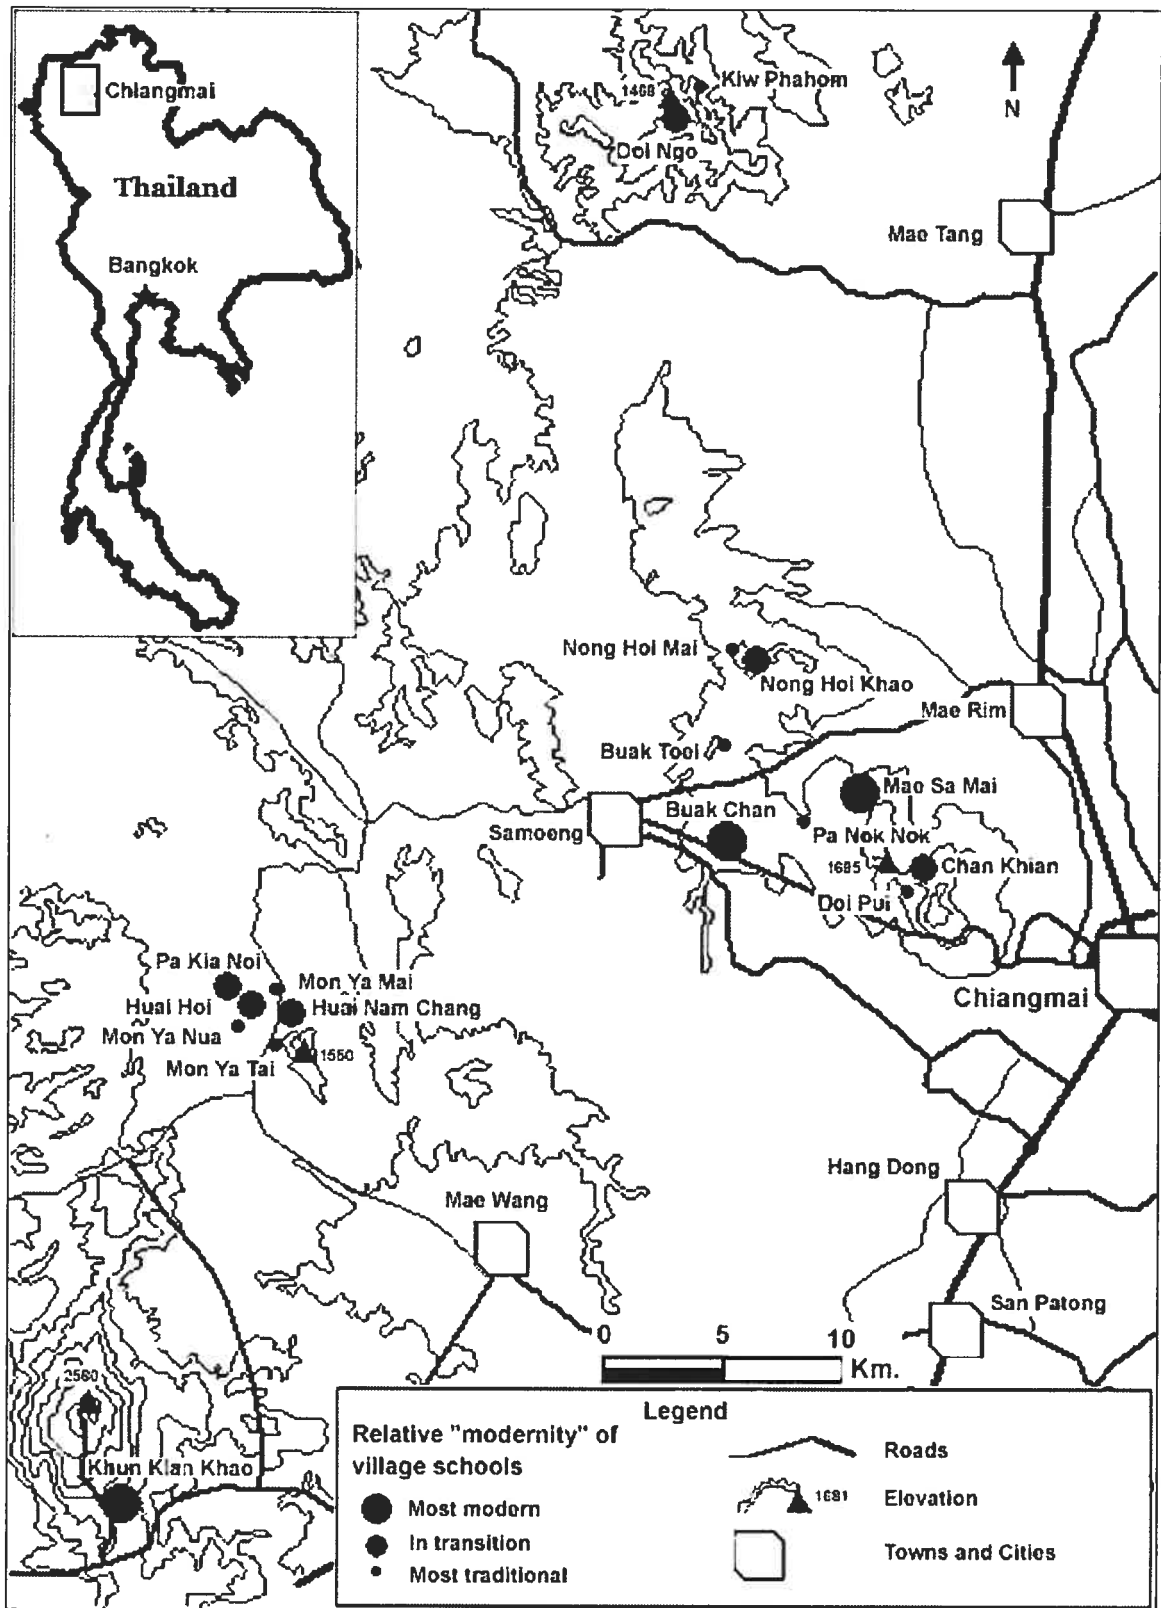 Chiangmai
Thailand
Bangkok
1468
Kiw Phahom
Doi Ngo
N
Mae Tang
Nong Hoi Mai
Nong Hoi Khao
Mae Rim
Buak Toei
Mae Sa Mai
Buak Chan
Samoeng
Pa Nok Nok
1685
Chan Khian
Doi Pui
Chiangmai
Pa Kia Noi
Mon Ya Mai
Huai Hoi
Huai Nam Chang
Mon Ya Nua
1550
Mon Ya Tai
Hang Dong
Mae Wang
San Patong
0 5 10
Km.
2560
Khun Klan Khao
Legend
Relative "modernity" of
village schools
Most modern
In transition
Most traditional
Roads
1681
Elevation
Towns and Cities